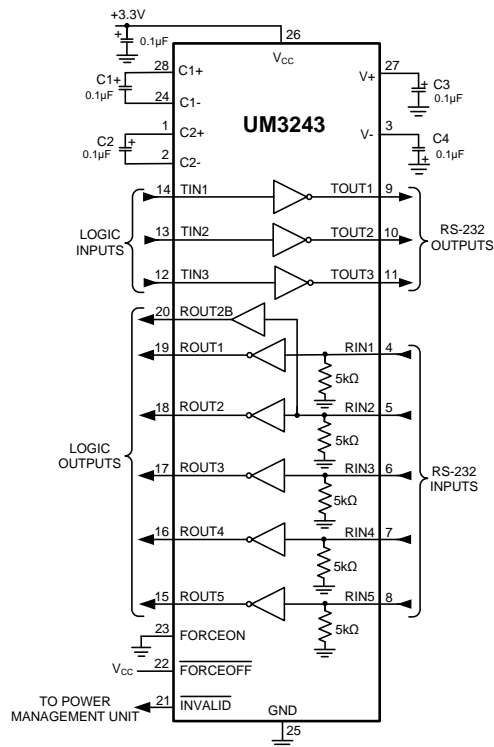 +3.3V
0.1µF
26
VCC
28 C1+
C1+
0.1µF
24 C1-
27
V+
C3
0.1µF
1 C2+
C2
0.1µF
2 C2-
UM3243
3
V-
C4
0.1µF
14 TIN1 TOUT1 9
13 TIN2 TOUT2 10
12 TIN3 TOUT3 11
LOGIC
INPUTS
RS-232
OUTPUTS
20 ROUT2B
19 ROUT1 RIN1 4
5kΩ
18 ROUT2 RIN2 5
5kΩ
LOGIC
OUTPUTS
17 ROUT3 RIN3 6
5kΩ
RS-232
INPUTS
16 ROUT4 RIN4 7
5kΩ
15 ROUT5 RIN5 8
5kΩ
23 FORCEON
VCC 22 FORCEOFF
TO POWER
MANAGEMENT UNIT
21 INVALID
GND
25